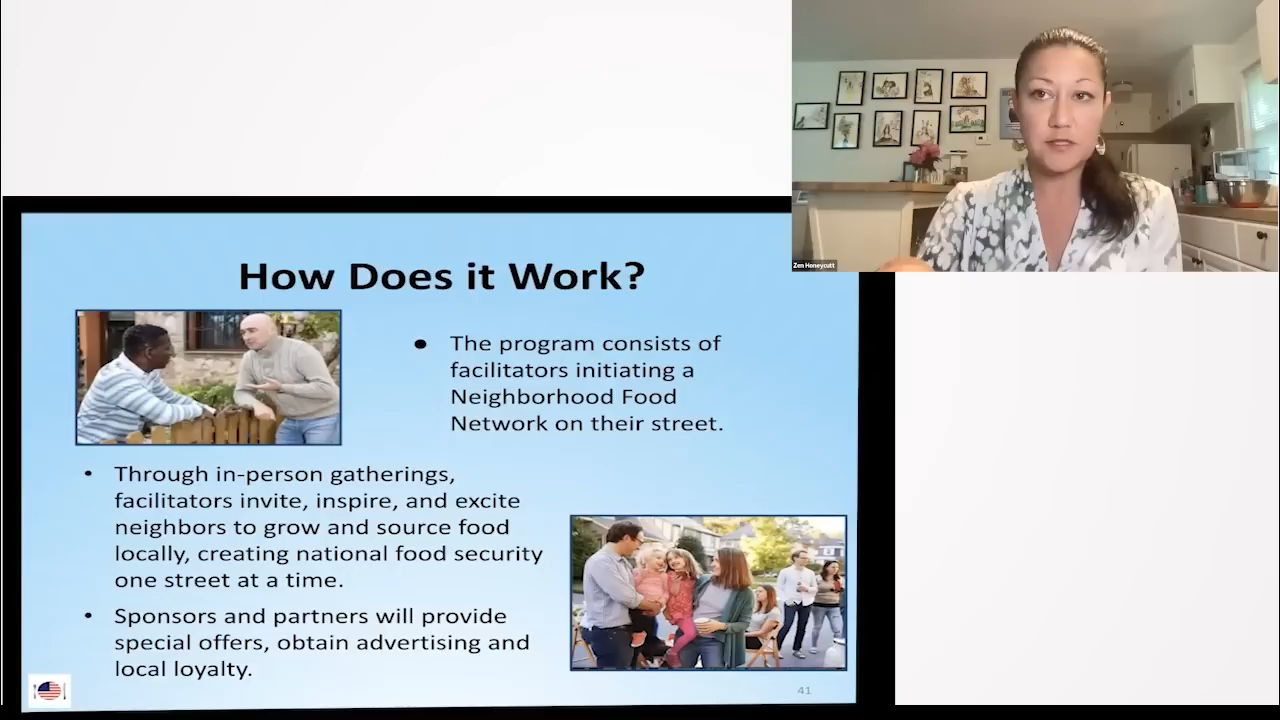 Zen Honeycutt
How Does it Work?
● The program consists of
facilitators initiating a
Neighborhood Food
Network on their street.
• Through in-person gatherings,
facilitators invite, inspire, and excite
neighbors to grow and source food
locally, creating national food security
one street at a time.
• Sponsors and partners will provide
special offers, obtain advertising and
local loyalty.
41